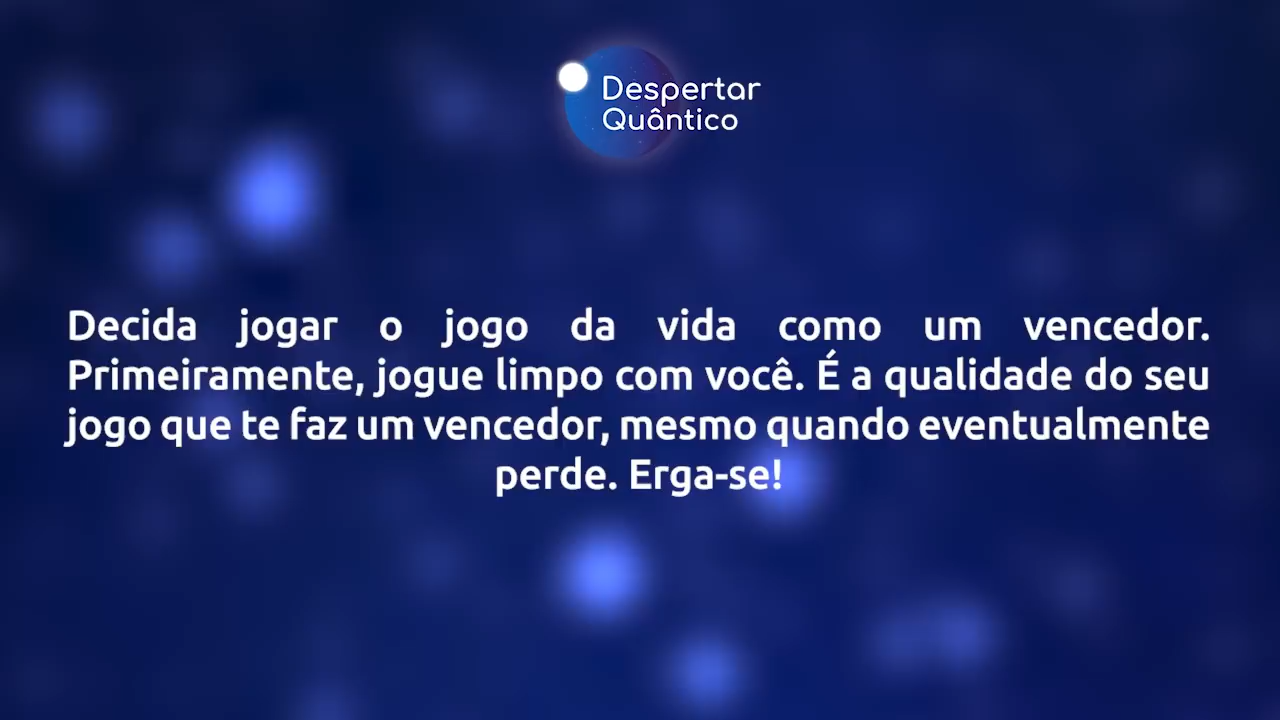 Despertar
Quântico
Decida jogar o jogo da vida como um vencedor.
Primeiramente, jogue limpo com você. É a qualidade do seu
jogo que te faz um vencedor, mesmo quando eventualmente
perde. Erga-se!